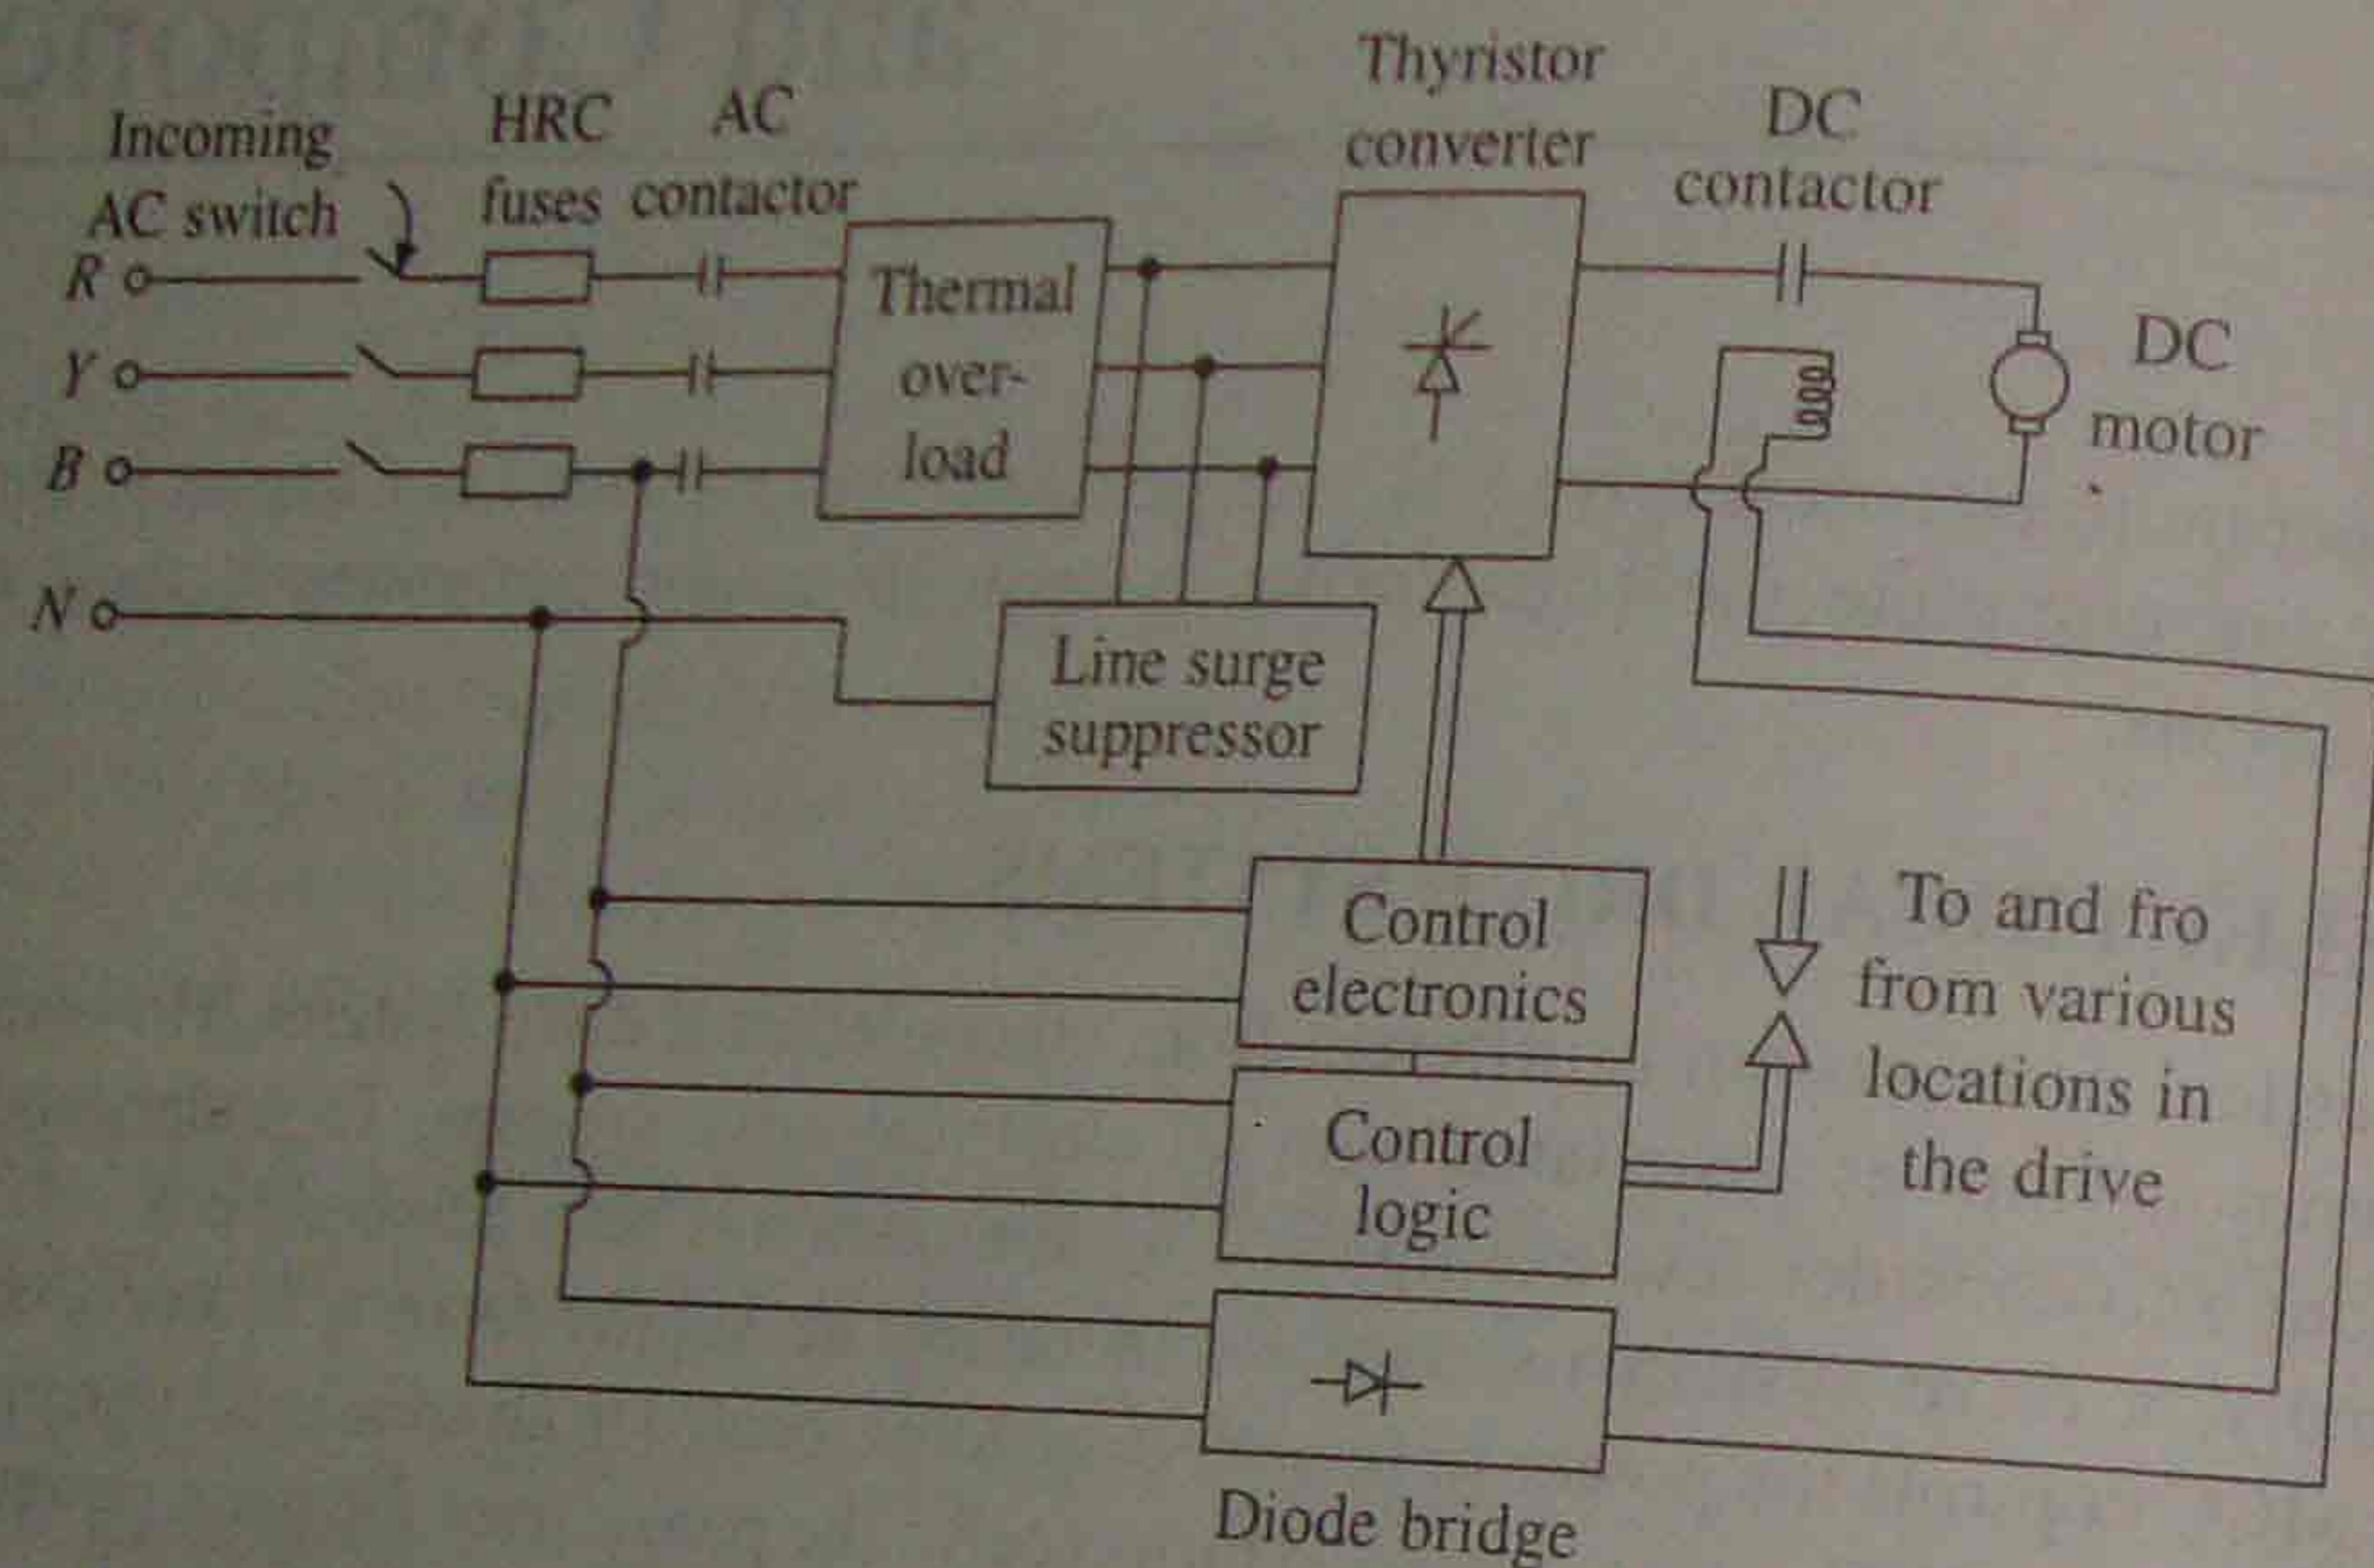 Incoming
AC switch
HRC
fuses
AC
contactor
Thyristor
converter
DC
contactor
R
Y
B
N
Thermal
over-
load
DC
motor
Line surge
suppressor
Control
electronics
To and fro
from various
locations in
the drive
Control
logic
Diode bridge